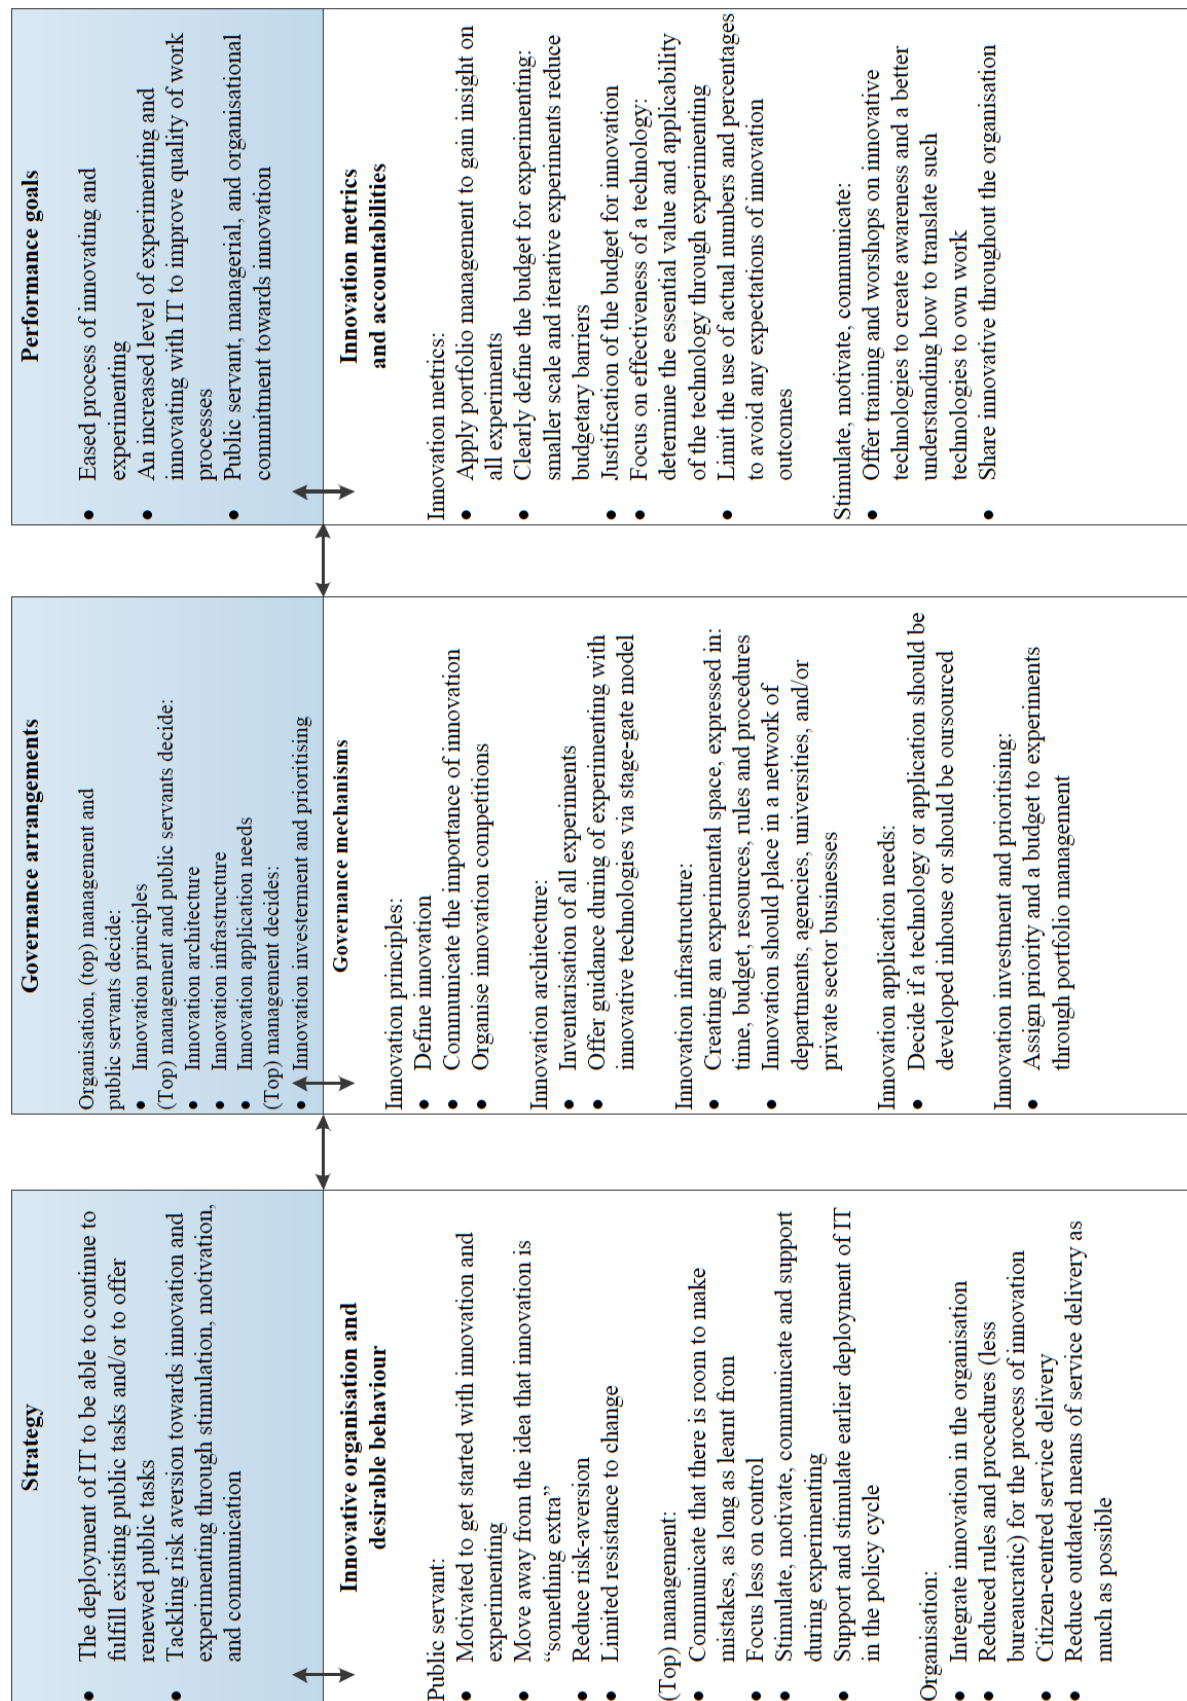 Strategy
• The deployment of IT to be able to continue to
fulfill existing public tasks and/or to offer
renewed public tasks
• Tackling risk aversion towards innovation and
experimenting through stimulation, motivation,
and communication
Innovative organisation and
desirable behaviour
Public servant:
• Motivated to get started with innovation and
experimenting
• Move away from the idea that innovation is
“something extra”
• Reduce risk-aversion
• Limited resistance to change
(Top) management:
• Communicate that there is room to make
mistakes, as long as learnt from
• Focus less on control
• Stimulate, motivate, communicate and support
during experimenting
• Support and stimulate earlier deployment of IT
in the policy cycle
Organisation:
• Integrate innovation in the organisation
• Reduced rules and procedures (less
bureaucratic) for the process of innovation
• Citizen-centred service delivery
• Reduce outdated means of service delivery as
much as possible
Governance arrangements
Organisation, (top) management and
public servants decide:
• Innovation principles
(Top) management and public servants decide:
• Innovation architecture
• Innovation infrastructure
• Innovation application needs
(Top) management decides:
• Innovation investerment and prioritising
Governance mechanisms
Innovation principles:
• Define innovation
• Communicate the importance of innovation
• Organise innovation competitions
Innovation architecture:
• Inventarisation of all experiments
• Offer guidance during of experimenting with
innovative technologies via stage-gate model
Innovation infrastructure:
• Creating an experimental space, expressed in:
time, budget, resources, rules and procedures
• Innovation should place in a network of
departments, agencies, universities, and/or
private sector businesses
Innovation application needs:
• Decide if a technology or application should be
developed inhouse or should be oursourced
Innovation investment and prioritising:
• Assign priority and a budget to experiments
through portfolio management
Performance goals
• Eased process of innovating and
experimenting
• An increased level of experimenting and
innovating with IT to improve quality of work
processes
• Public servant, managerial, and organisational
commitment towards innovation
Innovation metrics
and accountabilities
Innovation metrics:
• Apply portfolio management to gain insight on
all experiments
• Clearly define the budget for experimenting:
smaller scale and iterative experiments reduce
budgetary barriers
• Justification of the budget for innovation
• Focus on effectiveness of a technology:
determine the essential value and applicability
of the technology through experimenting
• Limit the use of actual numbers and percentages
to avoid any expectations of innovation
outcomes
Stimulate, motivate, communicate:
• Offer training and worshops on innovative
technologies to create awareness and a better
understanding how to translate such
technologies to own work
• Share innovative throughout the organisation